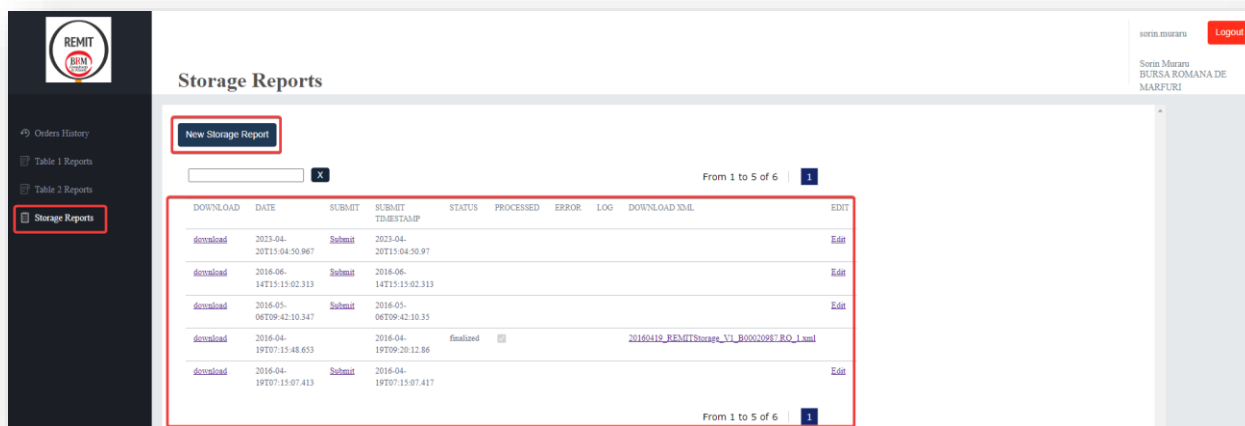 REMIT
BRM
sorin.muraru
Logout
Sorin Muraru
BURSA ROMANA DE
MARFURI
Storage Reports
Orders History
Table 1 Reports
Table 2 Reports
Storage Reports
New Storage Report
X
From 1 to 5 of 6 1
DOWNLOAD DATE SUBMIT SUBMIT TIMESTAMP STATUS PROCESSED ERROR LOG DOWNLOAD XML EDIT
download 2023-04-20T15:04:50.967 Submit 2023-04-20T15:04:50.97 Edit
download 2016-06-14T15:15:02.313 Submit 2016-06-14T15:15:02.313 Edit
download 2016-05-06T09:42:10.347 Submit 2016-05-06T09:42:10.35 Edit
download 2016-04-19T07:15:48.653 2016-04-19T09:20:12.86 finalized 20160419_REMITStorage_V1_B00020987.RO_1.xml
download 2016-04-19T07:15:07.413 Submit 2016-04-19T07:15:07.417 Edit
From 1 to 5 of 6 1